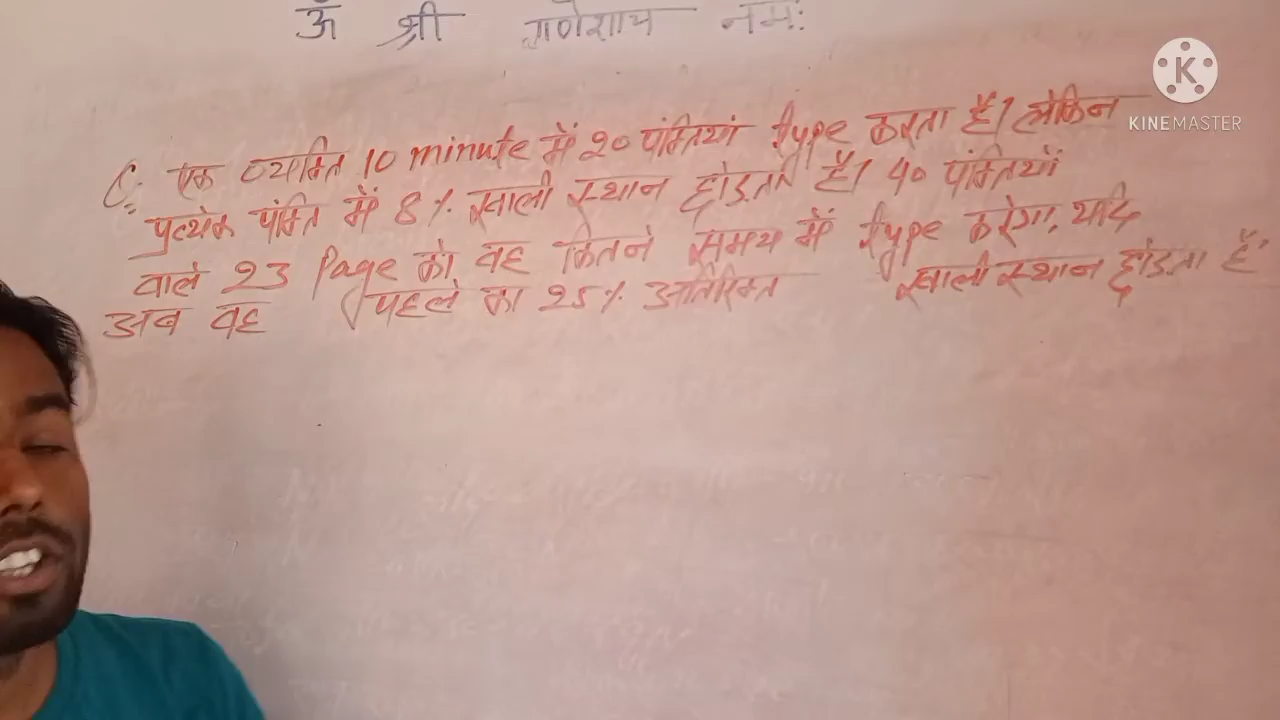 ॐ श्री गणेशाय नमः
KINEMASTER
Q: एक व्यक्ति 10 minute में 20 पंक्तियां type करता है। लेकिन
प्रत्येक पंक्ति में 8% खाली स्थान छोड़ता है। 40 पंक्तियों
वाले 23 Page को वह कितने समय में type करेगा, यदि
अब वह पहले का 25% अतिरिक्त खाली स्थान छोड़ता है,